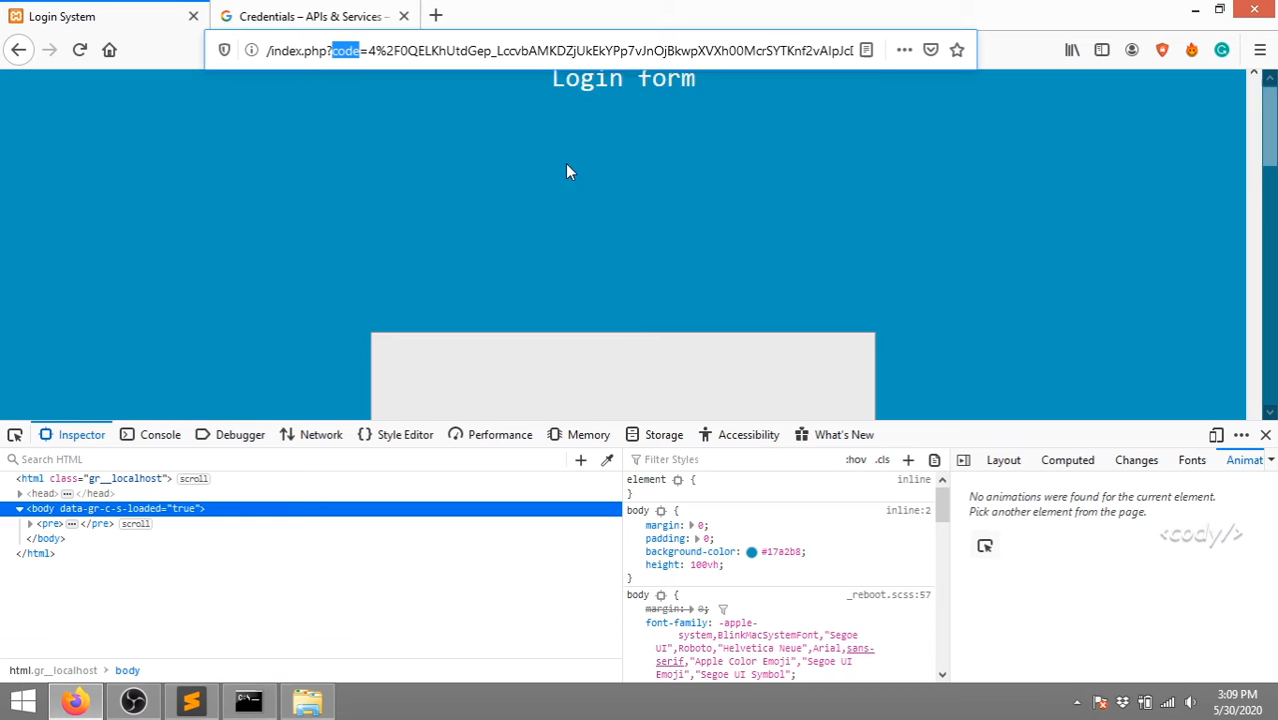 Login System
Credentials – APIs & Services –
/index.php?code=4%2F0QELKhUtdGep_LccvbAMKDZjUkEkYPp7vJnOjBkwpXVXh00McrSYTKnf2vAIpJcD
Login form
Inspector Console Debugger Network Style Editor Performance Memory Storage Accessibility What's New
Search HTML
Filter Styles :hov .cls
Layout Computed Changes Fonts Animat
<html class="gr__localhost"> scroll
<head> </head>
<body data-gr-c-s-loaded="true">
<pre> </pre> scroll
</body>
</html>
element { inline
}
body { inline:2
margin: 0;
padding: 0;
background-color: #17a2b8;
height: 100vh;
}
body { _reboot.scss:57
margin: 0;
font-family: -apple-
system,BlinkMacSystemFont,"Segoe
UI",Roboto,"Helvetica Neue",Arial,sans-
serif,"Apple Color Emoji","Segoe UI
Emoji","Segoe UI Symbol";
No animations were found for the current element.
Pick another element from the page.
<cody/>
html.gr__localhost body
3:09 PM
5/30/2020